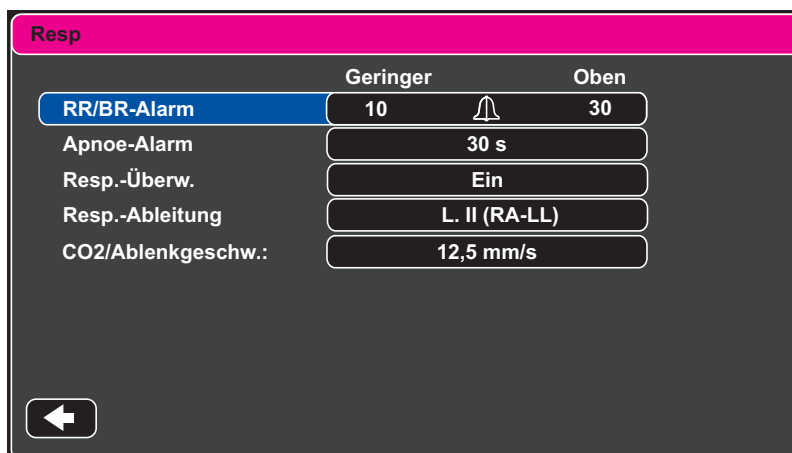 Resp
Geringer Oben
RR/BR-Alarm 10 30
Apnoe-Alarm 30 s
Resp.-Überw. Ein
Resp.-Ableitung L. II (RA-LL)
CO2/Ablenkgeschw.: 12,5 mm/s